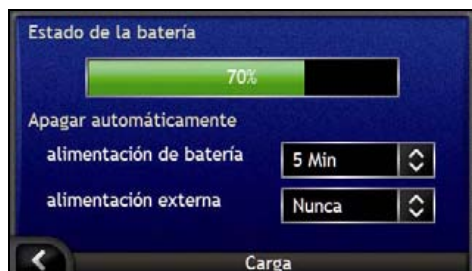 Estado de la batería
70%
Apagar automáticamente
alimentación de batería 5 Min
alimentación externa Nunca
Carga